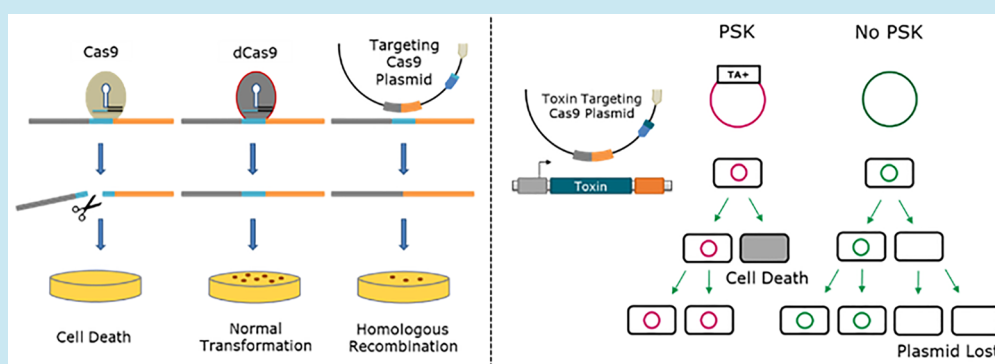 Cas9
dCas9
Targeting
Cas9
Plasmid
Cell Death
Normal
Transformation
Homologous
Recombination
PSK
No PSK
TA+
Toxin Targeting
Cas9 Plasmid
Toxin
Cell Death
Plasmid Lost